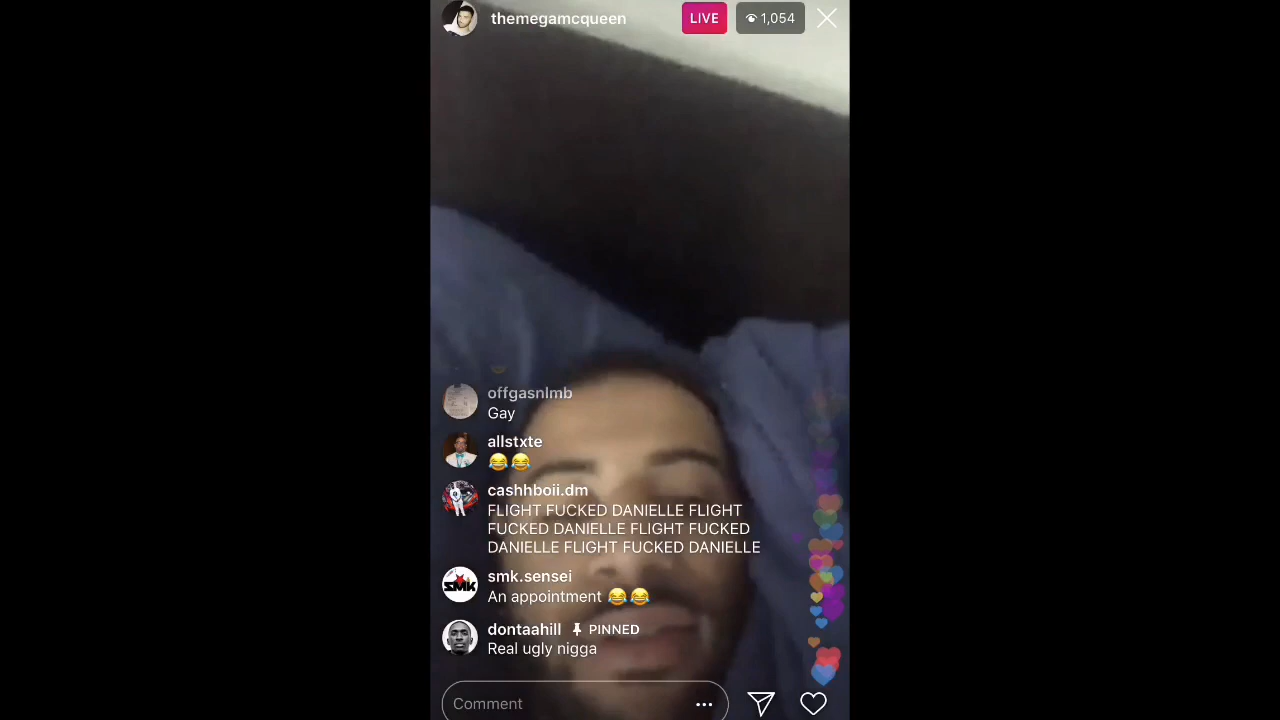 themegamcqueen
LIVE
1,054
offgasnlmb
Gay
allstxte
😂😂
cashhboii.dm
FLIGHT FUCKED DANIELLE FLIGHT
FUCKED DANIELLE FLIGHT FUCKED
DANIELLE FLIGHT FUCKED DANIELLE
smk.sensei
An appointment 😂😂
SMK
dontaahill PINNED
Real ugly nigga
Comment